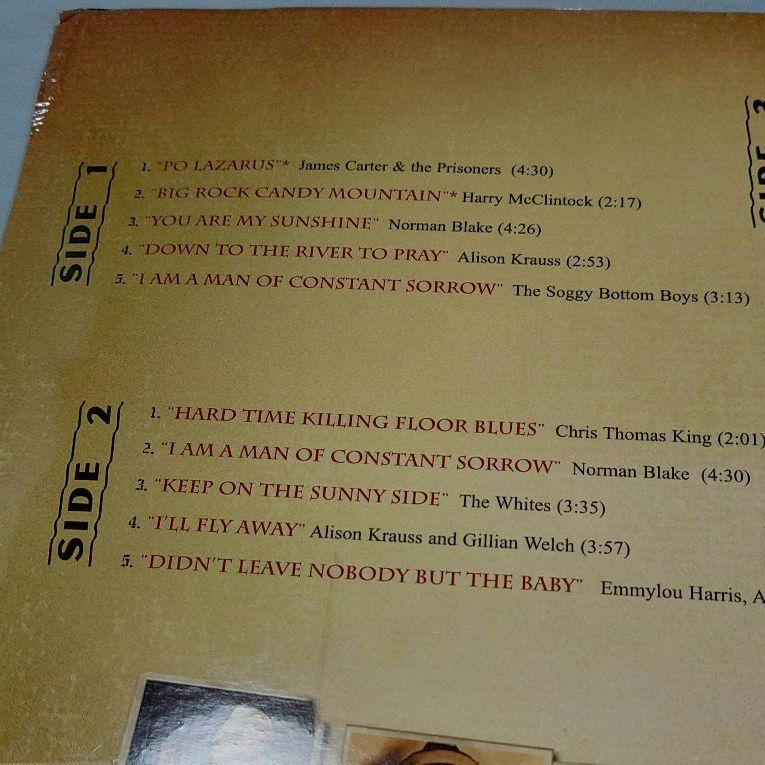 SIDE 1
1. "PO LAZARUS"* James Carter & the Prisoners (4:30)
2. "BIG ROCK CANDY MOUNTAIN"* Harry McClintock (2:17)
3. "YOU ARE MY SUNSHINE" Norman Blake (4:26)
4. "DOWN TO THE RIVER TO PRAY" Alison Krauss (2:53)
5. "I AM A MAN OF CONSTANT SORROW" The Soggy Bottom Boys (3:13)
SIDE 2
1. "HARD TIME KILLING FLOOR BLUES" Chris Thomas King (2:01)
2. "I AM A MAN OF CONSTANT SORROW" Norman Blake (4:30)
3. "KEEP ON THE SUNNY SIDE" The Whites (3:35)
4. "I'LL FLY AWAY" Alison Krauss and Gillian Welch (3:57)
5. "DIDN'T LEAVE NOBODY BUT THE BABY" Emmylou Harris, A
SIDE 3